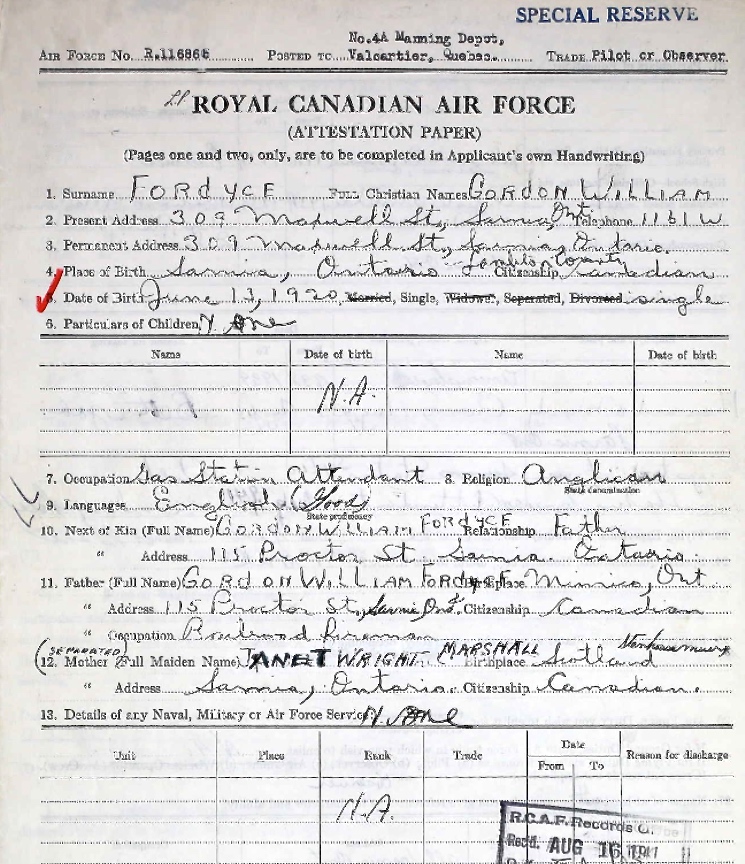 SPECIAL RESERVE
No.4A Manning Depot,
AIR FORCE No. R.116865 POSTED TO Valcartier, Quebec. TRADE Pilot or Observer
ROYAL CANADIAN AIR FORCE
(ATTESTATION PAPER)
(Pages one and two, only, are to be completed in Applicant's own Handwriting)
1. Surname FORDYCE Full Christian Names GORDON WILLIAM
2. Present Address 309 Maxwell St, Sarnia, Ont. Telephone 1161 W
3. Permanent Address 309 Maxwell St, Sarnia, Ontario.
4. Place of Birth Sarnia, Ontario Lambton County Citizenship Canadian
5. Date of Birth June 13, 1920, Married, Single, Widower, Separated, Divorced single
6. Particulars of Children None
Name Date of birth Name Date of birth
N.A.
7. Occupation Gas Station Attendant 8. Religion Anglican
State denomination
9. Languages English (Good)
State proficiency
10. Next of Kin (Full Name) GORDON WILLIAM FORDYCE Relationship Father
" Address 115 Proctor St. Sarnia. Ontario.
11. Father (Full Name) GORDON WILLIAM FORDYCE Birthplace Mimico, Ont
" Address 115 Proctor St, Sarnia Ont. Citizenship Canadian
" Occupation Railroad fireman
(SEPARATED)
12. Mother (Full Maiden Name) JANET WRIGHT MARSHALL Birthplace Scotland
" Address Sarnia, Ontario. Citizenship Canadian.
13. Details of any Naval, Military or Air Force Service None
Unit Place Rank Trade Date Reason for discharge
From To
N.A.
R.C.A.F. Records O.
Recd. AUG 16 1941